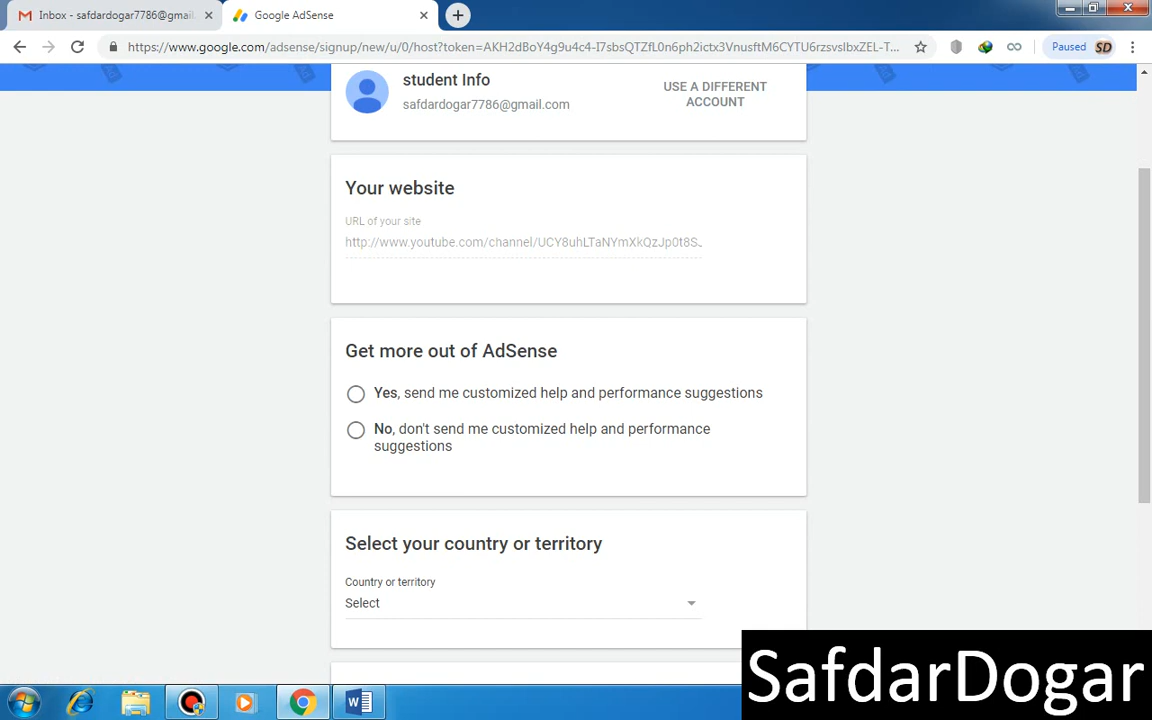 Inbox - safdardogar7786@gmail.
Google AdSense
https://www.google.com/adsense/signup/new/u/0/host?token=AKH2dBoY4g9u4c4-I7sbsQTZfL0n6ph2ictx3VnusftM6CYTU6rzsvsIbxZEL-T...
Paused
SD
student Info
safdardogar7786@gmail.com
USE A DIFFERENT
ACCOUNT
Your website
URL of your site
http://www.youtube.com/channel/UCY8uhLTaNYmXkQzJp0t8S
Get more out of AdSense
Yes, send me customized help and performance suggestions
No, don't send me customized help and performance
suggestions
Select your country or territory
Country or territory
Select
SafdarDogar